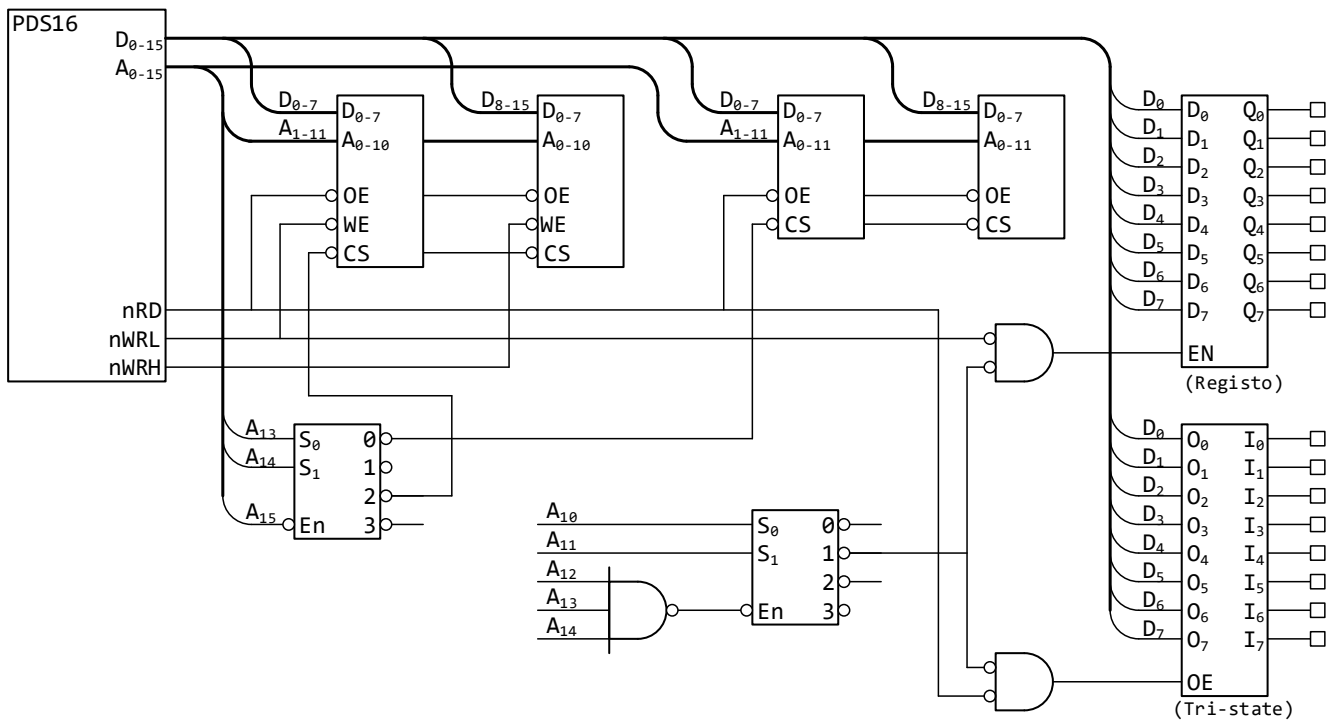 PDS16
D0-15
A0-15
D0-7 D8-15 D0-7 D8-15
D0-7 D0-7 D0-7 D0-7
A1-11 A1-11
A0-10 A0-10 A0-11 A0-11
OE OE OE OE
WE WE CS CS
CS CS
nRD
nWRL
nWRH
D0 D0 Q0
D1 D1 Q1
D2 D2 Q2
D3 D3 Q3
D4 D4 Q4
D5 D5 Q5
D6 D6 Q6
D7 D7 Q7
EN
(Registo)
A13 S0 0
A14 S1 1
2
A15 En 3
A10 S0 0
A11 S1 1
A12 2
A13 En 3
A14
D0 O0 I0
D1 O1 I1
D2 O2 I2
D3 O3 I3
D4 O4 I4
D5 O5 I5
D6 O6 I6
D7 O7 I7
OE
(Tri-state)